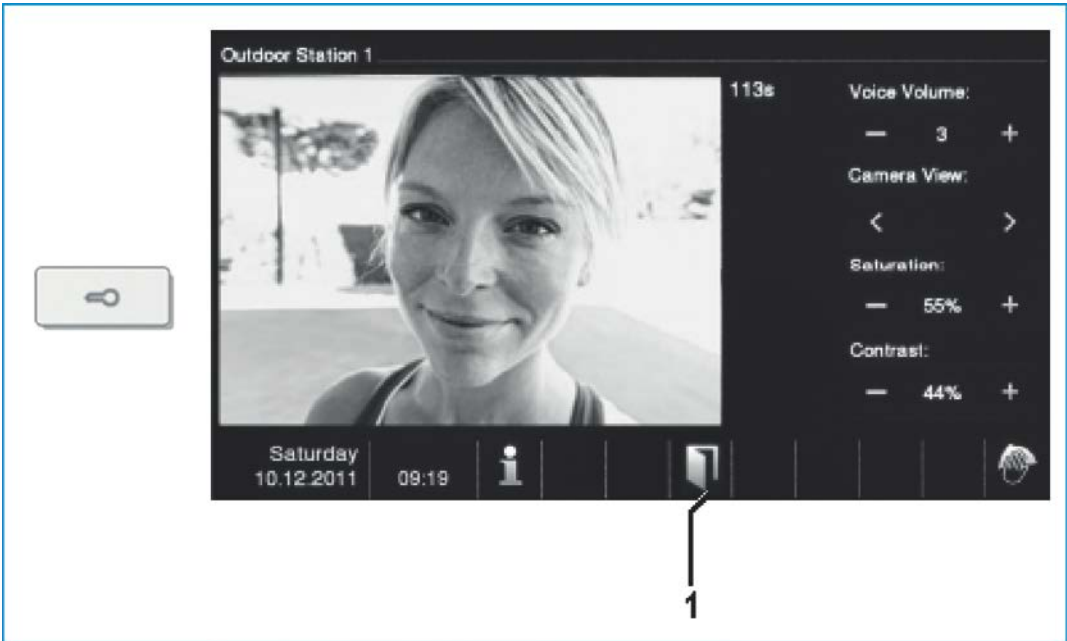 Outdoor Station 1
113s
Voice Volume:
— 3 +
Camera View:
< >
Saturation:
— 55% +
Contrast:
— 44% +
Saturday
10.12.2011
09:19
i
1